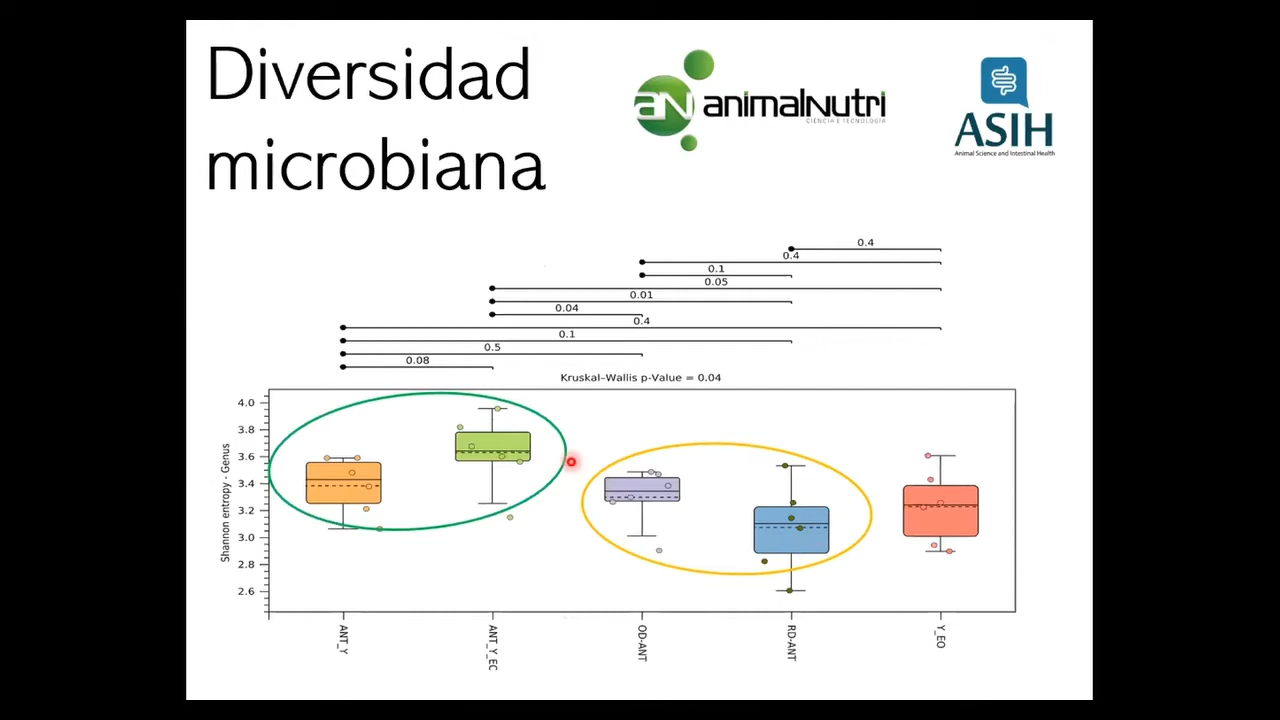 Diversidad
microbiana
aN animalnutri
CIÊNCIA E TECNOLOGIA
ASIH
Animal Science and Intestinal Health
0.4
0.4
0.1
0.05
0.01
0.04
0.4
0.1
0.5
0.08
Kruskal–Wallis p-Value = 0.04
Shannon entropy - Genus
4.0
3.8
3.6
3.4
3.2
3.0
2.8
2.6
ANT_Y
ANT_Y_EC
OD-ANT
RD-ANT
Y_EO